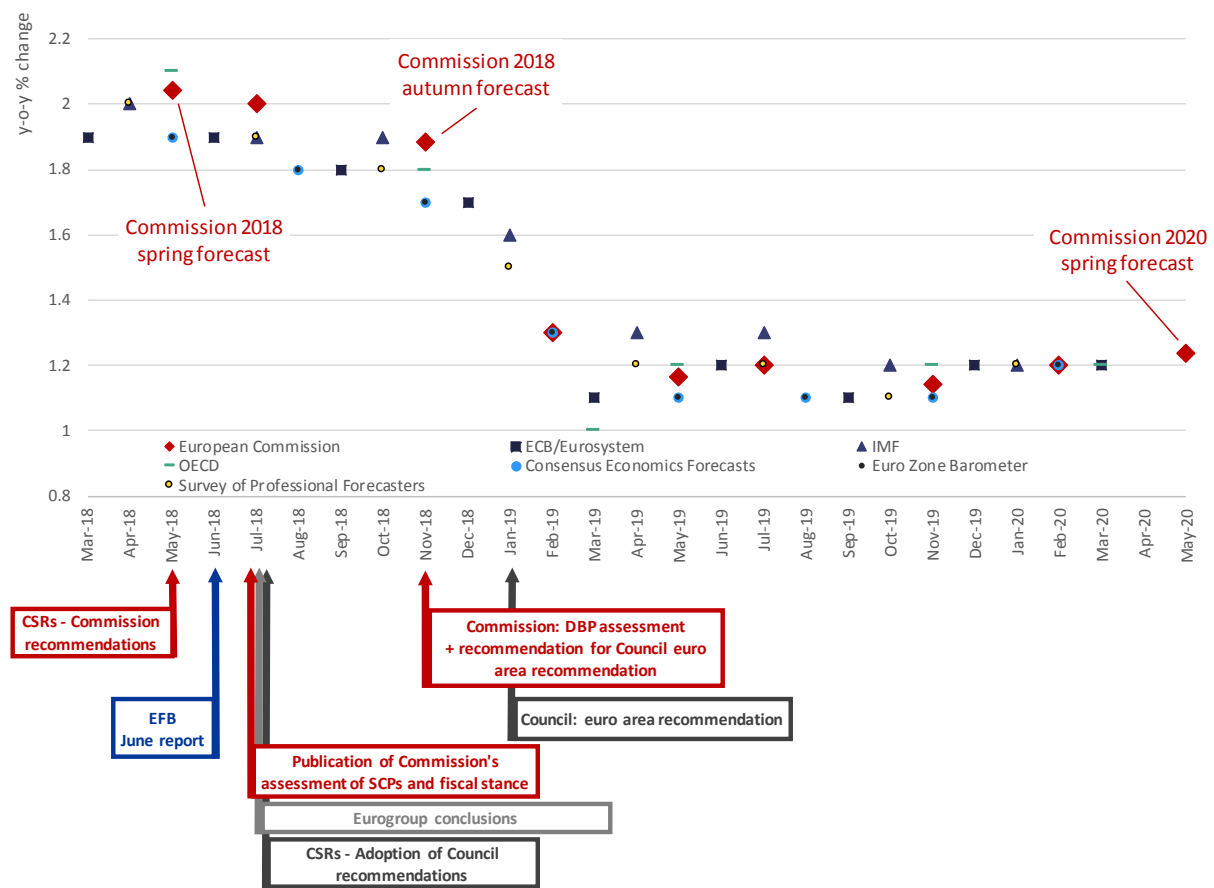 y-o-y % change
2.2
2
1.8
1.6
1.4
1.2
1
0.8
Commission 2018
autumn forecast
Commission 2018
spring forecast
Commission 2020
spring forecast
European Commission
ECB/Eurosystem
IMF
OECD
Consensus Economics Forecasts
Euro Zone Barometer
Survey of Professional Forecasters
Mar-18
Apr-18
May-18
Jun-18
Jul-18
Aug-18
Sep-18
Oct-18
Nov-18
Dec-18
Jan-19
Feb-19
Mar-19
Apr-19
May-19
Jun-19
Jul-19
Aug-19
Sep-19
Oct-19
Nov-19
Dec-19
Jan-20
Feb-20
Mar-20
Apr-20
May-20
CSRs - Commission
recommendations
Commission: DBP assessment
+ recommendation for Council euro
area recommendation
EFB
June report
Council: euro area recommendation
Publication of Commission's
assessment of SCPs and fiscal stance
Eurogroup conclusions
CSRs - Adoption of Council
recommendations